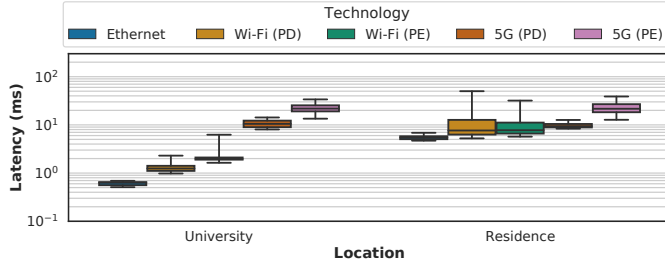 Technology
Ethernet Wi-Fi (PD) Wi-Fi (PE) 5G (PD) 5G (PE)
Latency (ms)
10²
10¹
10⁰
10⁻¹
University Residence
Location